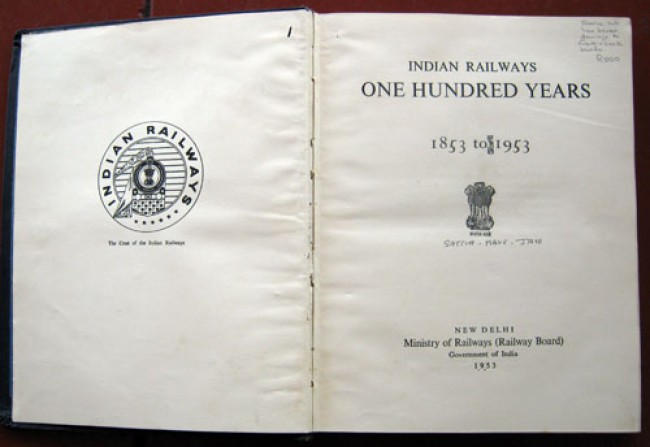 1
INDIAN RAILWAYS
The Crest of the Indian Railways
INDIAN RAILWAYS
ONE HUNDRED YEARS
1853 to 1953
NEW DELHI
Ministry of Railways (Railway Board)
Government of India
1953